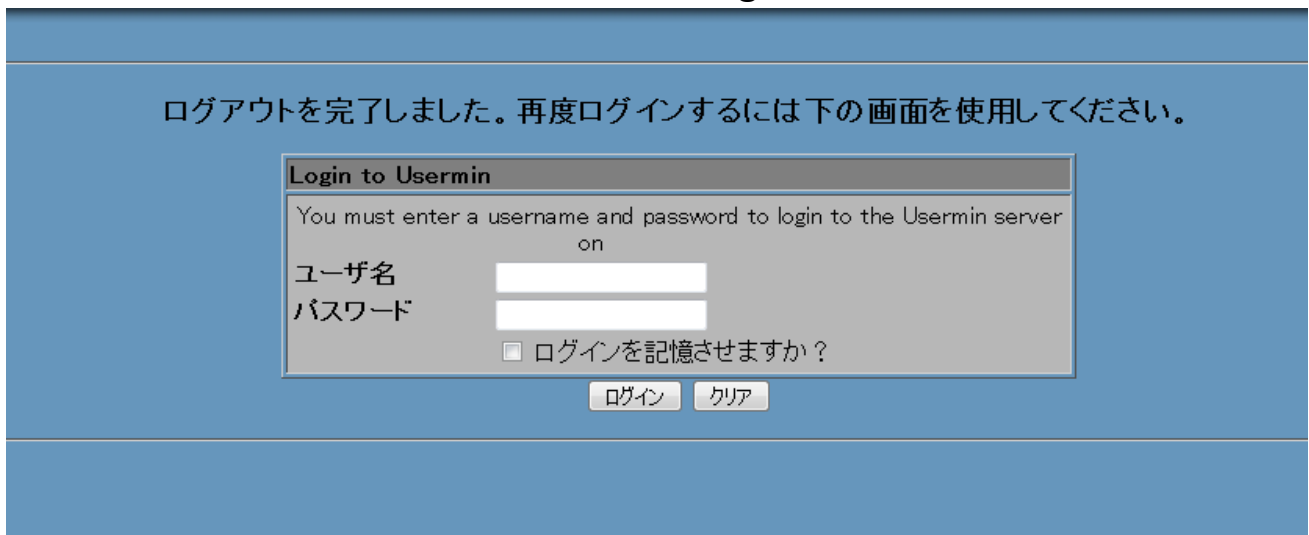 ログアウトを完了しました。再度ログインするには下の画面を使用してください。
Login to Usermin
You must enter a username and password to login to the Usermin server
on
ユーザ名
パスワード
ログインを記憶させますか？
ログイン クリア